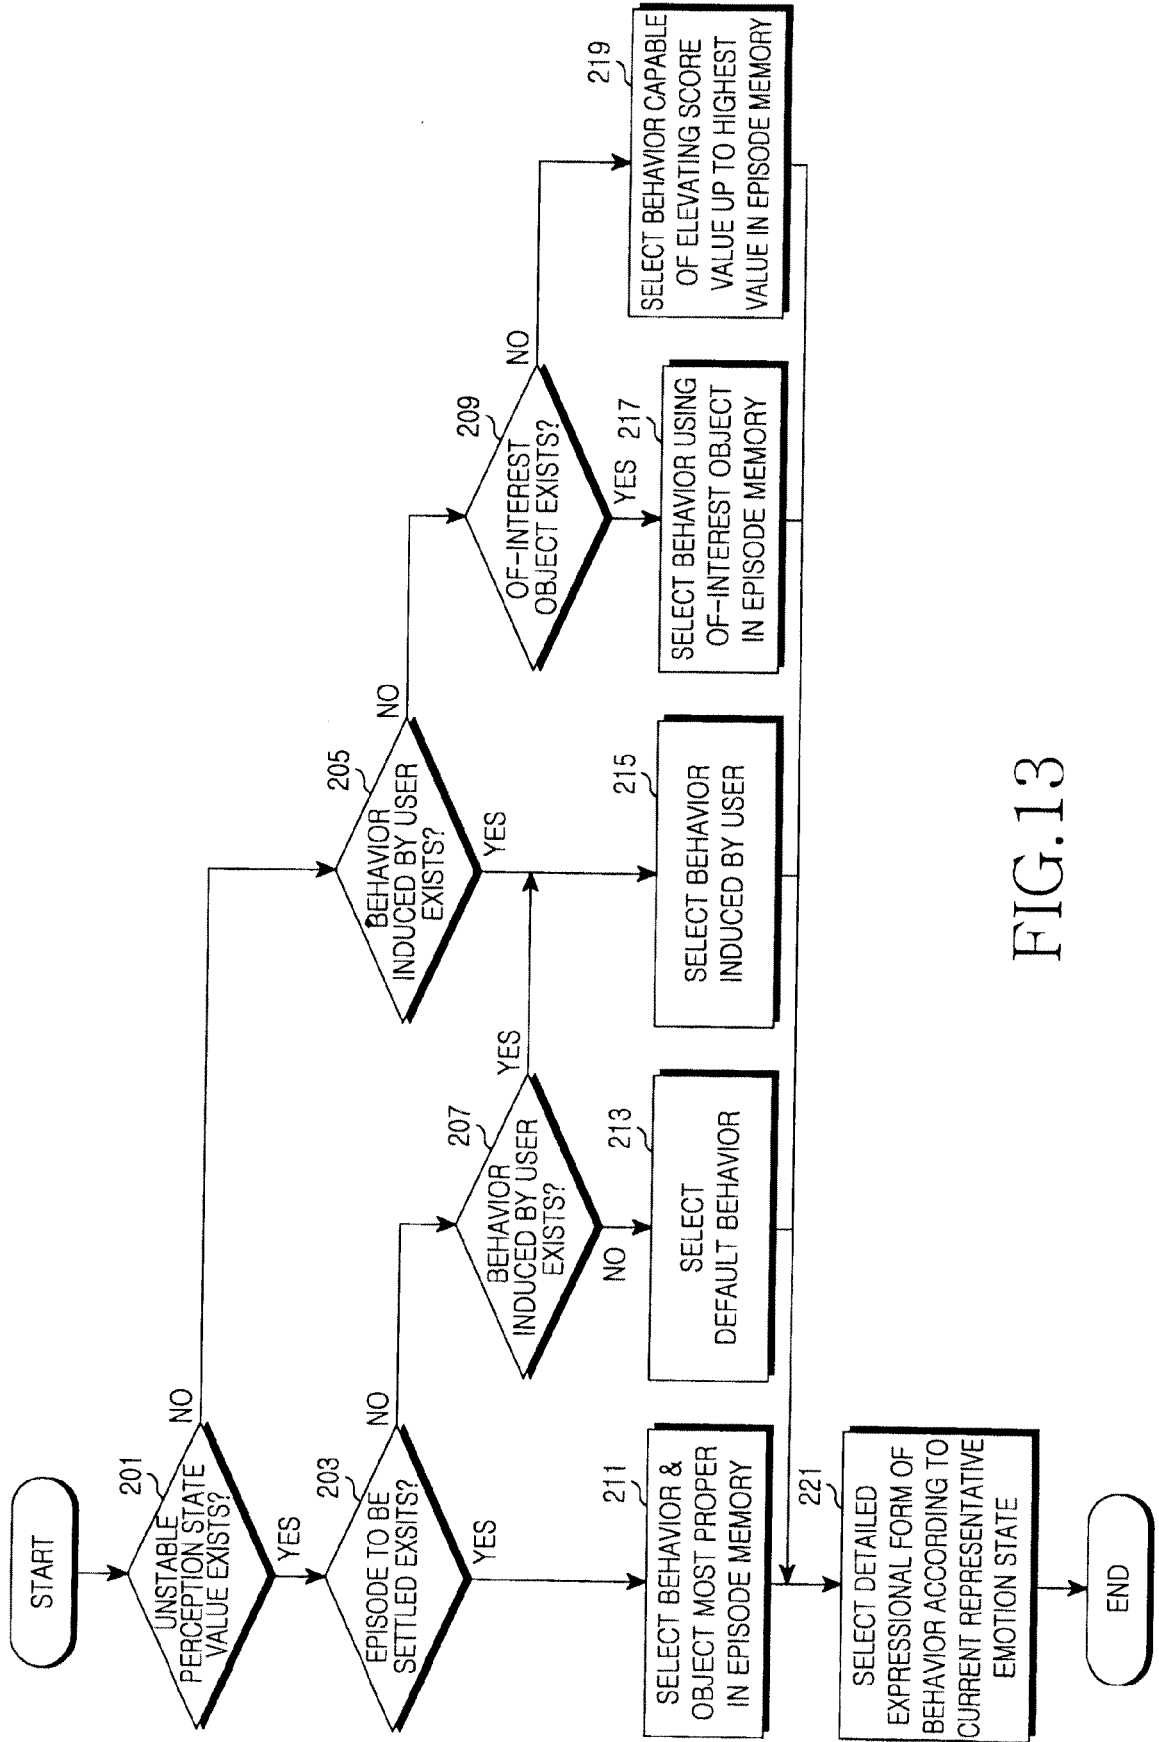 START
201
UNSTABLE
PERCEPTION STATE
VALUE EXISTS?
NO
YES
203
EPISODE TO BE
SETTLED EXSITS?
NO
YES
205
BEHAVIOR
INDUCED BY USER
EXISTS?
NO
YES
207
BEHAVIOR
INDUCED BY USER
EXISTS?
YES
NO
209
OF-INTEREST
OBJECT EXISTS?
NO
YES
211
SELECT BEHAVIOR &
OBJECT MOST PROPER
IN EPISODE MEMORY
213
SELECT
DEFAULT BEHAVIOR
215
SELECT BEHAVIOR
INDUCED BY USER
217
SELECT BEHAVIOR USING
OF-INTEREST OBJECT
IN EPISODE MEMORY
219
SELECT BEHAVIOR CAPABLE
OF ELEVATING SCORE
VALUE UP TO HIGHEST
VALUE IN EPISODE MEMORY
221
SELECT DETAILED
EXPRESSIONAL FORM OF
BEHAVIOR ACCORDING TO
CURRENT REPRESENTATIVE
EMOTION STATE
END
FIG.13